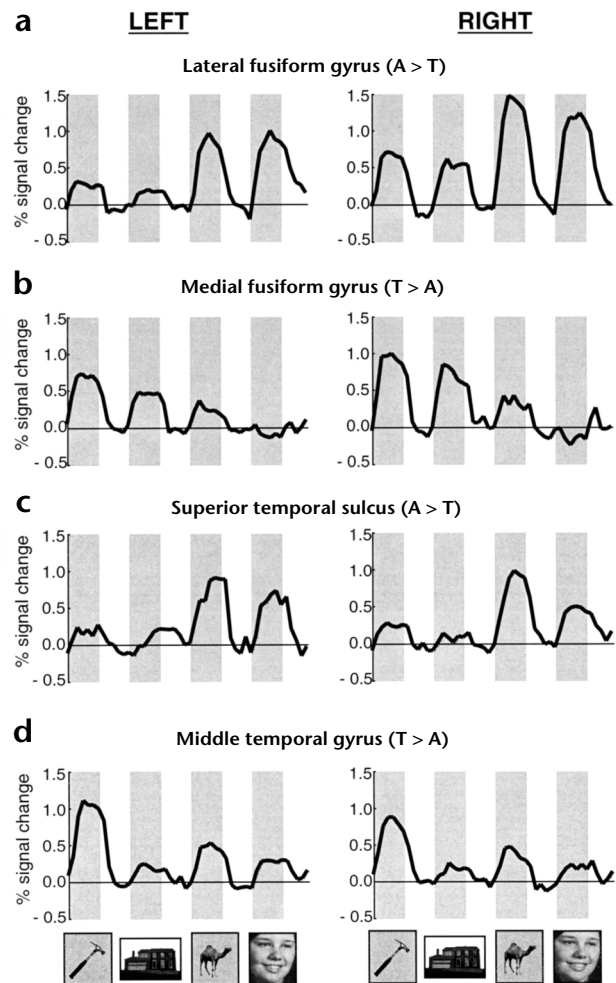 a
LEFT RIGHT
Lateral fusiform gyrus (A > T)
% signal change
1.5 1.5
1.0 1.0
0.5 0.5
0.0 0.0
- 0.5 - 0.5
b
Medial fusiform gyrus (T > A)
% signal change
1.5 1.5
1.0 1.0
0.5 0.5
0.0 0.0
- 0.5 - 0.5
c
Superior temporal sulcus (A > T)
% signal change
1.5 1.5
1.0 1.0
0.5 0.5
0.0 0.0
- 0.5 - 0.5
d
Middle temporal gyrus (T > A)
% signal change
1.5 1.5
1.0 1.0
0.5 0.5
0.0 0.0
- 0.5 - 0.5